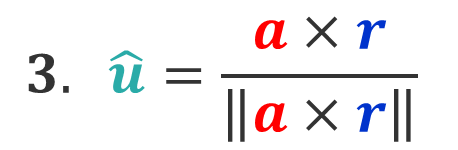 3. û = a × r / ‖a × r‖